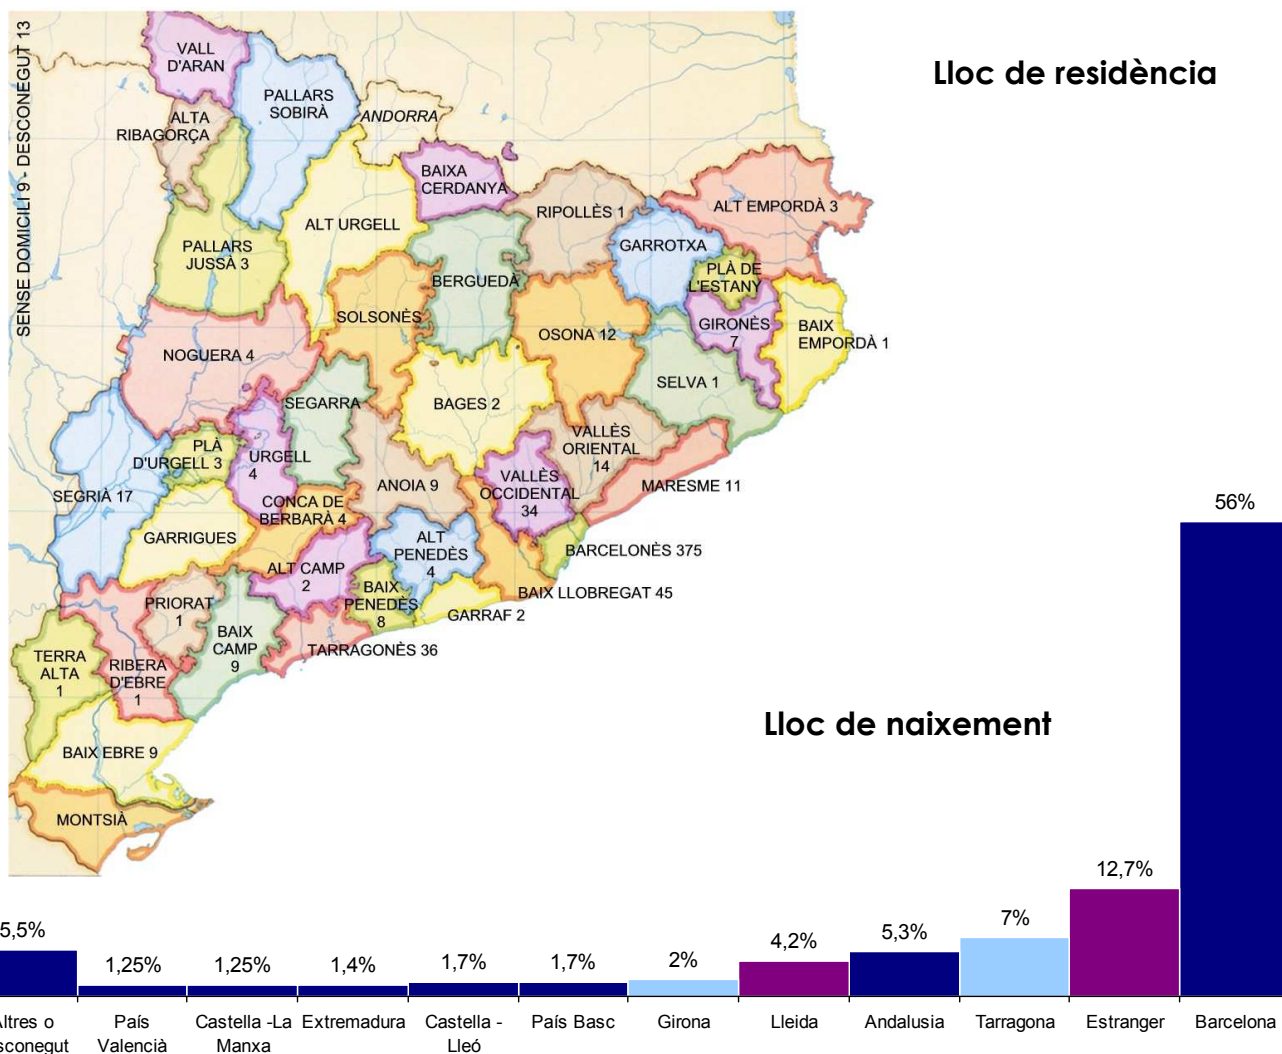 SENSE DOMICILI 9 - DESCONEGUT 13
Lloc de residència
VALL
D'ARAN
PALLARS
SOBIRÀ
ANDORRA
ALTA
RIBAGORÇA
BAIXA
CERDANYA
RIPOLLÈS 1
ALT EMPORDÀ 3
ALT URGELL
GARROTXA
PALLARS
JUSSÀ 3
PLÀ DE
L'ESTANY
BERGUEDÀ
SOLSONÈS
OSONA 12
GIRONÈS
7
BAIX
EMPORDÀ 1
NOGUERA 4
SELVA 1
SEGARRA
BAGES 2
VALLÈS
ORIENTAL
14
PLÀ
D'URGELL 3
URGELL
4
ANOIA 9
VALLÈS
OCCIDENTAL
34
MARESME 11
SEGRIÀ 17
CONCA DE
BERBARÀ 4
GARRIGUES
ALT
PENEDÈS
4
BARCELONÈS 375
ALT CAMP
2
BAIX
PENEDÈS
8
BAIX LLOBREGAT 45
PRIORAT
1
GARRAF 2
BAIX
CAMP
9
TARRAGONÈS 36
TERRA
ALTA
1
RIBERA
D'EBRE
1
BAIX EBRE 9
MONTSIÀ
Lloc de naixement
5,5%
1,25%
1,25%
1,4%
1,7%
1,7%
2%
4,2%
5,3%
7%
12,7%
56%
Altres o
sconegut
País
Valencià
Castella -La
Manxa
Extremadura
Castella -
Lleó
País Basc
Girona
Lleida
Andalusia
Tarragona
Estranger
Barcelona